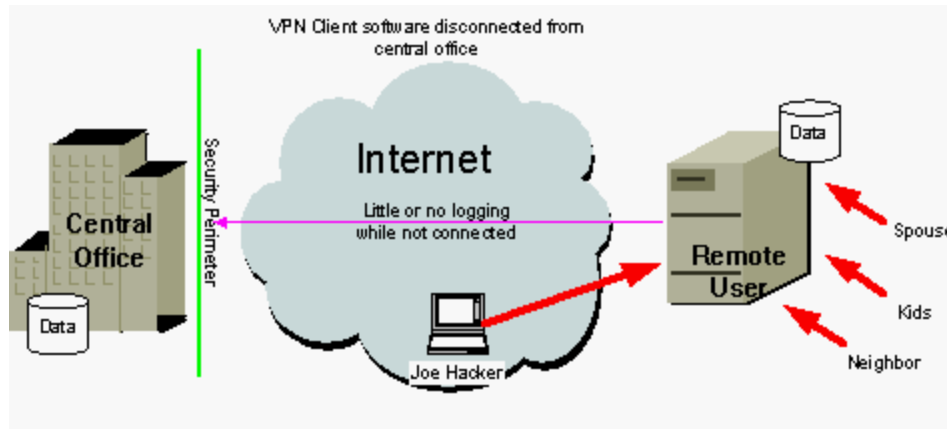 VPN Client software disconnected from
central office
Security Perimeter
Internet
Data
Little or no logging
while not connected
Central
Office
Remote
User
Spouse
Kids
Neighbor
Data
Joe Hacker